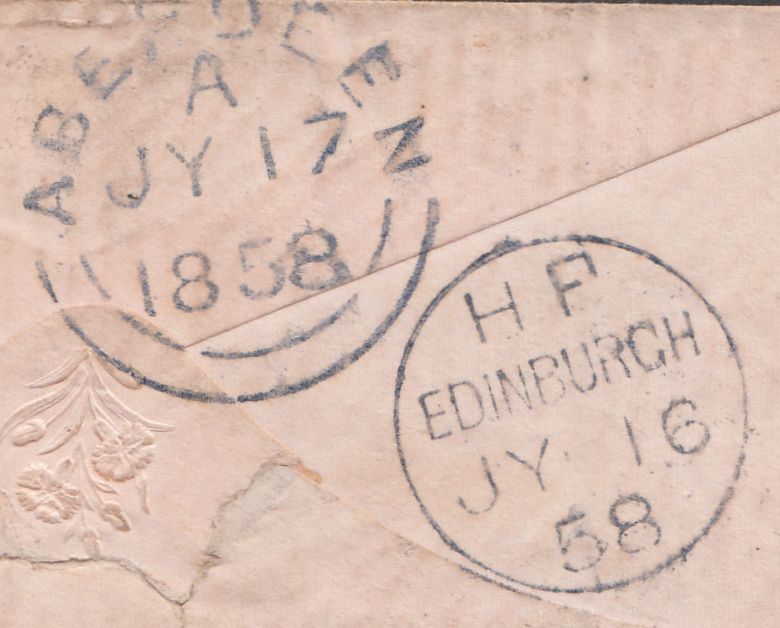 ABERDEEN
A
JY 17
1858
H F
EDINBURGH
JY 16
58